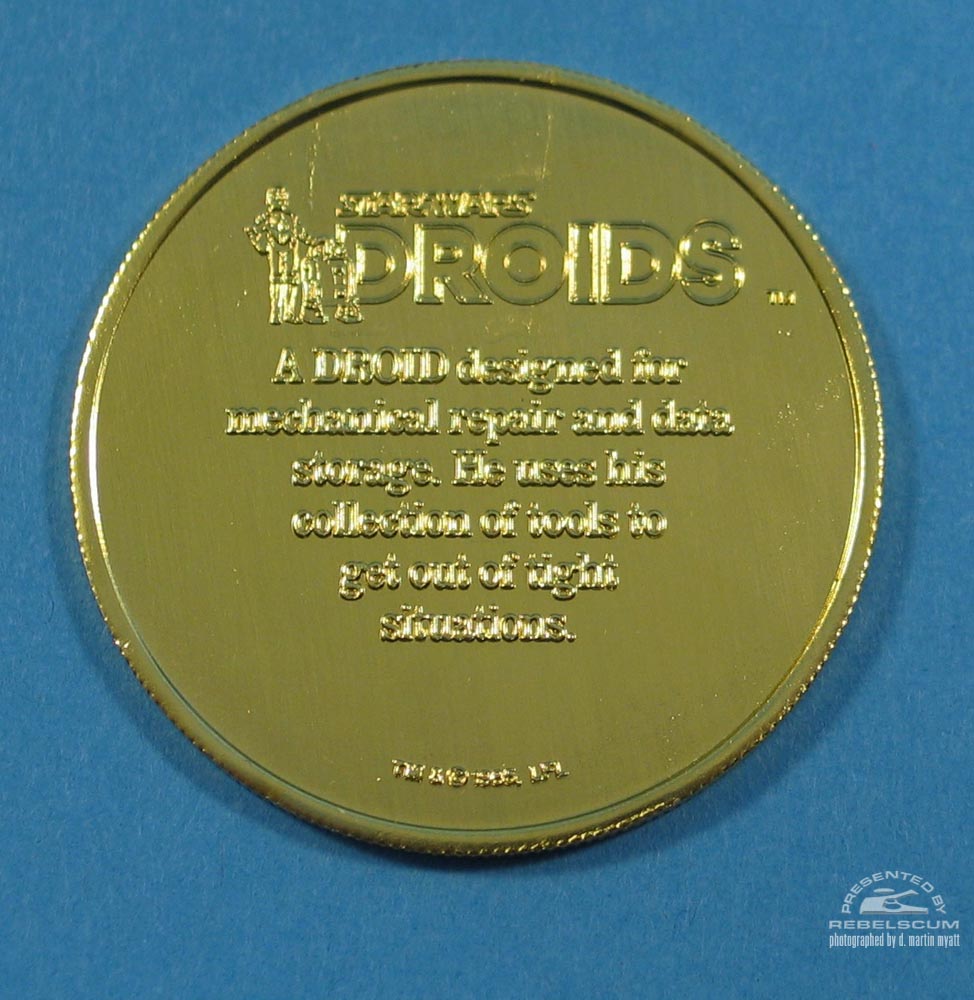 STAR WARS
DROIDS TM
A DROID designed for
mechanical repair and data
storage. He uses his
collection of tools to
get out of tight
situations.
TM & ©
PRESENTED BY
REBELSCUM
photographed by d. martin myatt